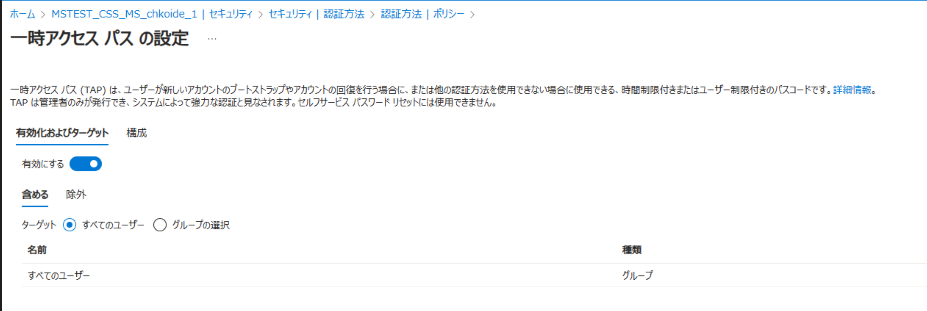 ホーム > MSTEST_CSS_MS_chkoide_1 | セキュリティ > セキュリティ | 認証方法 > 認証方法 | ポリシー >
一時アクセス パス の設定 …
一時アクセス パス (TAP) は、ユーザーが新しいアカウントのブートストラップやアカウントの回復を行う場合に、または他の認証方法を使用できない場合に使用できる、時間制限付きまたはユーザー制限付きのパスコードです。詳細情報。
TAP は管理者のみが発行でき、システムによって強力な認証と見なされます。セルフサービス パスワード リセットには使用できません。
有効化およびターゲット 構成
有効にする
含める 除外
ターゲット すべてのユーザー グループの選択
名前 種類
すべてのユーザー グループ